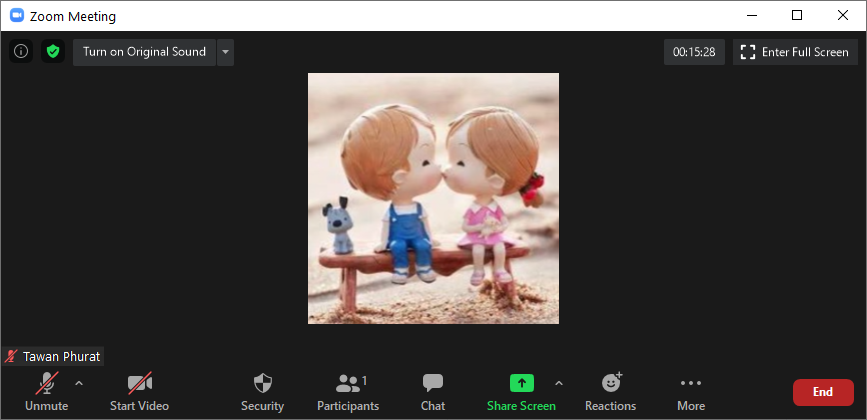 Zoom Meeting
Turn on Original Sound
00:15:28
Enter Full Screen
Tawan Phurat
Unmute
Start Video
Security
1
Participants
Chat
Share Screen
Reactions
More
End